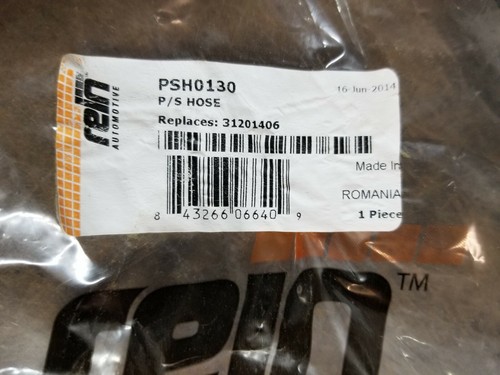 PSH0130
16-Jun-2014
P/S HOSE
Replaces: 31201406
rein
AUTOMOTIVE
Made In
ROMANIA
8 43266 06640 9
1 Piece
rein
TM